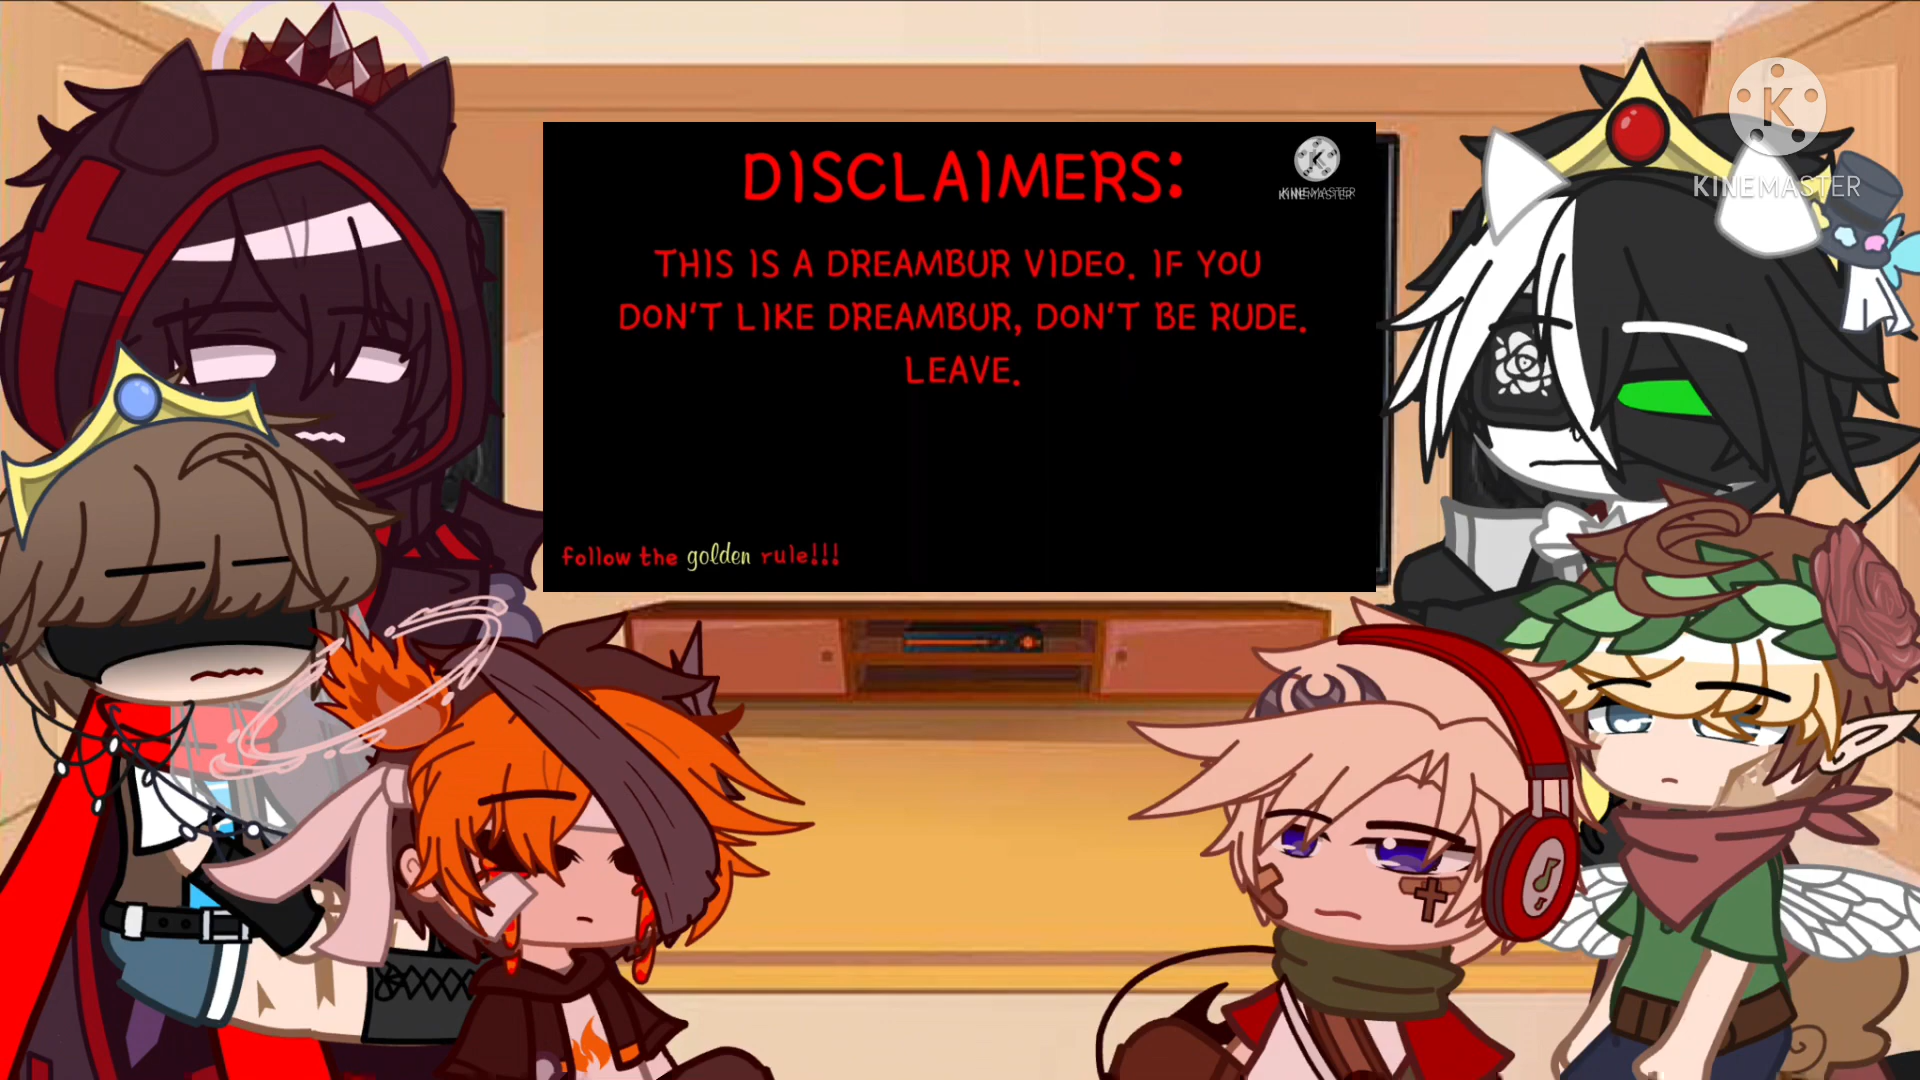 DISCLAIMERS:
K
KINEMASTER
THIS IS A DREAMBUR VIDEO. IF YOU
DON'T LIKE DREAMBUR, DON'T BE RUDE.
LEAVE.
follow the golden rule!!!
K
KINEMASTER